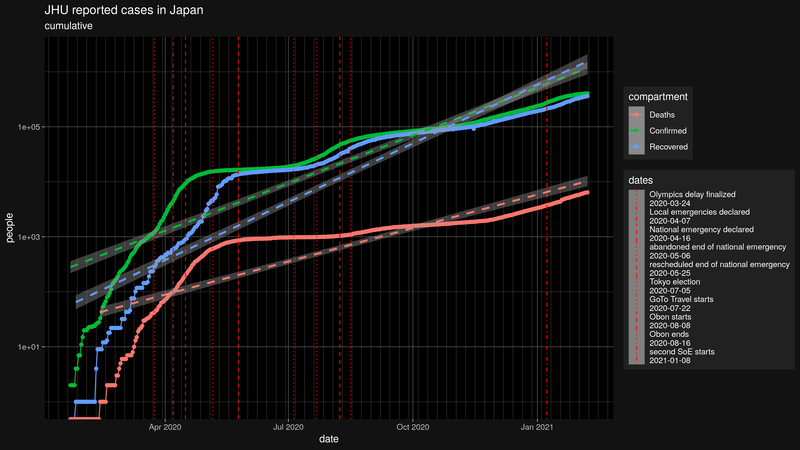 JHU reported cases in Japan
cumulative
people
1e+05
1e+03
1e+01
Apr 2020
Jul 2020
Oct 2020
Jan 2021
date
compartment
Deaths
Confirmed
Recovered
dates
Olympics delay finalized
2020-03-24
Local emergencies declared
2020-04-07
National emergency declared
2020-04-16
abandoned end of national emergency
2020-05-06
rescheduled end of national emergency
2020-05-25
Tokyo election
2020-07-05
GoTo Travel starts
2020-07-22
Obon starts
2020-08-08
Obon ends
2020-08-16
second SoE starts
2021-01-08